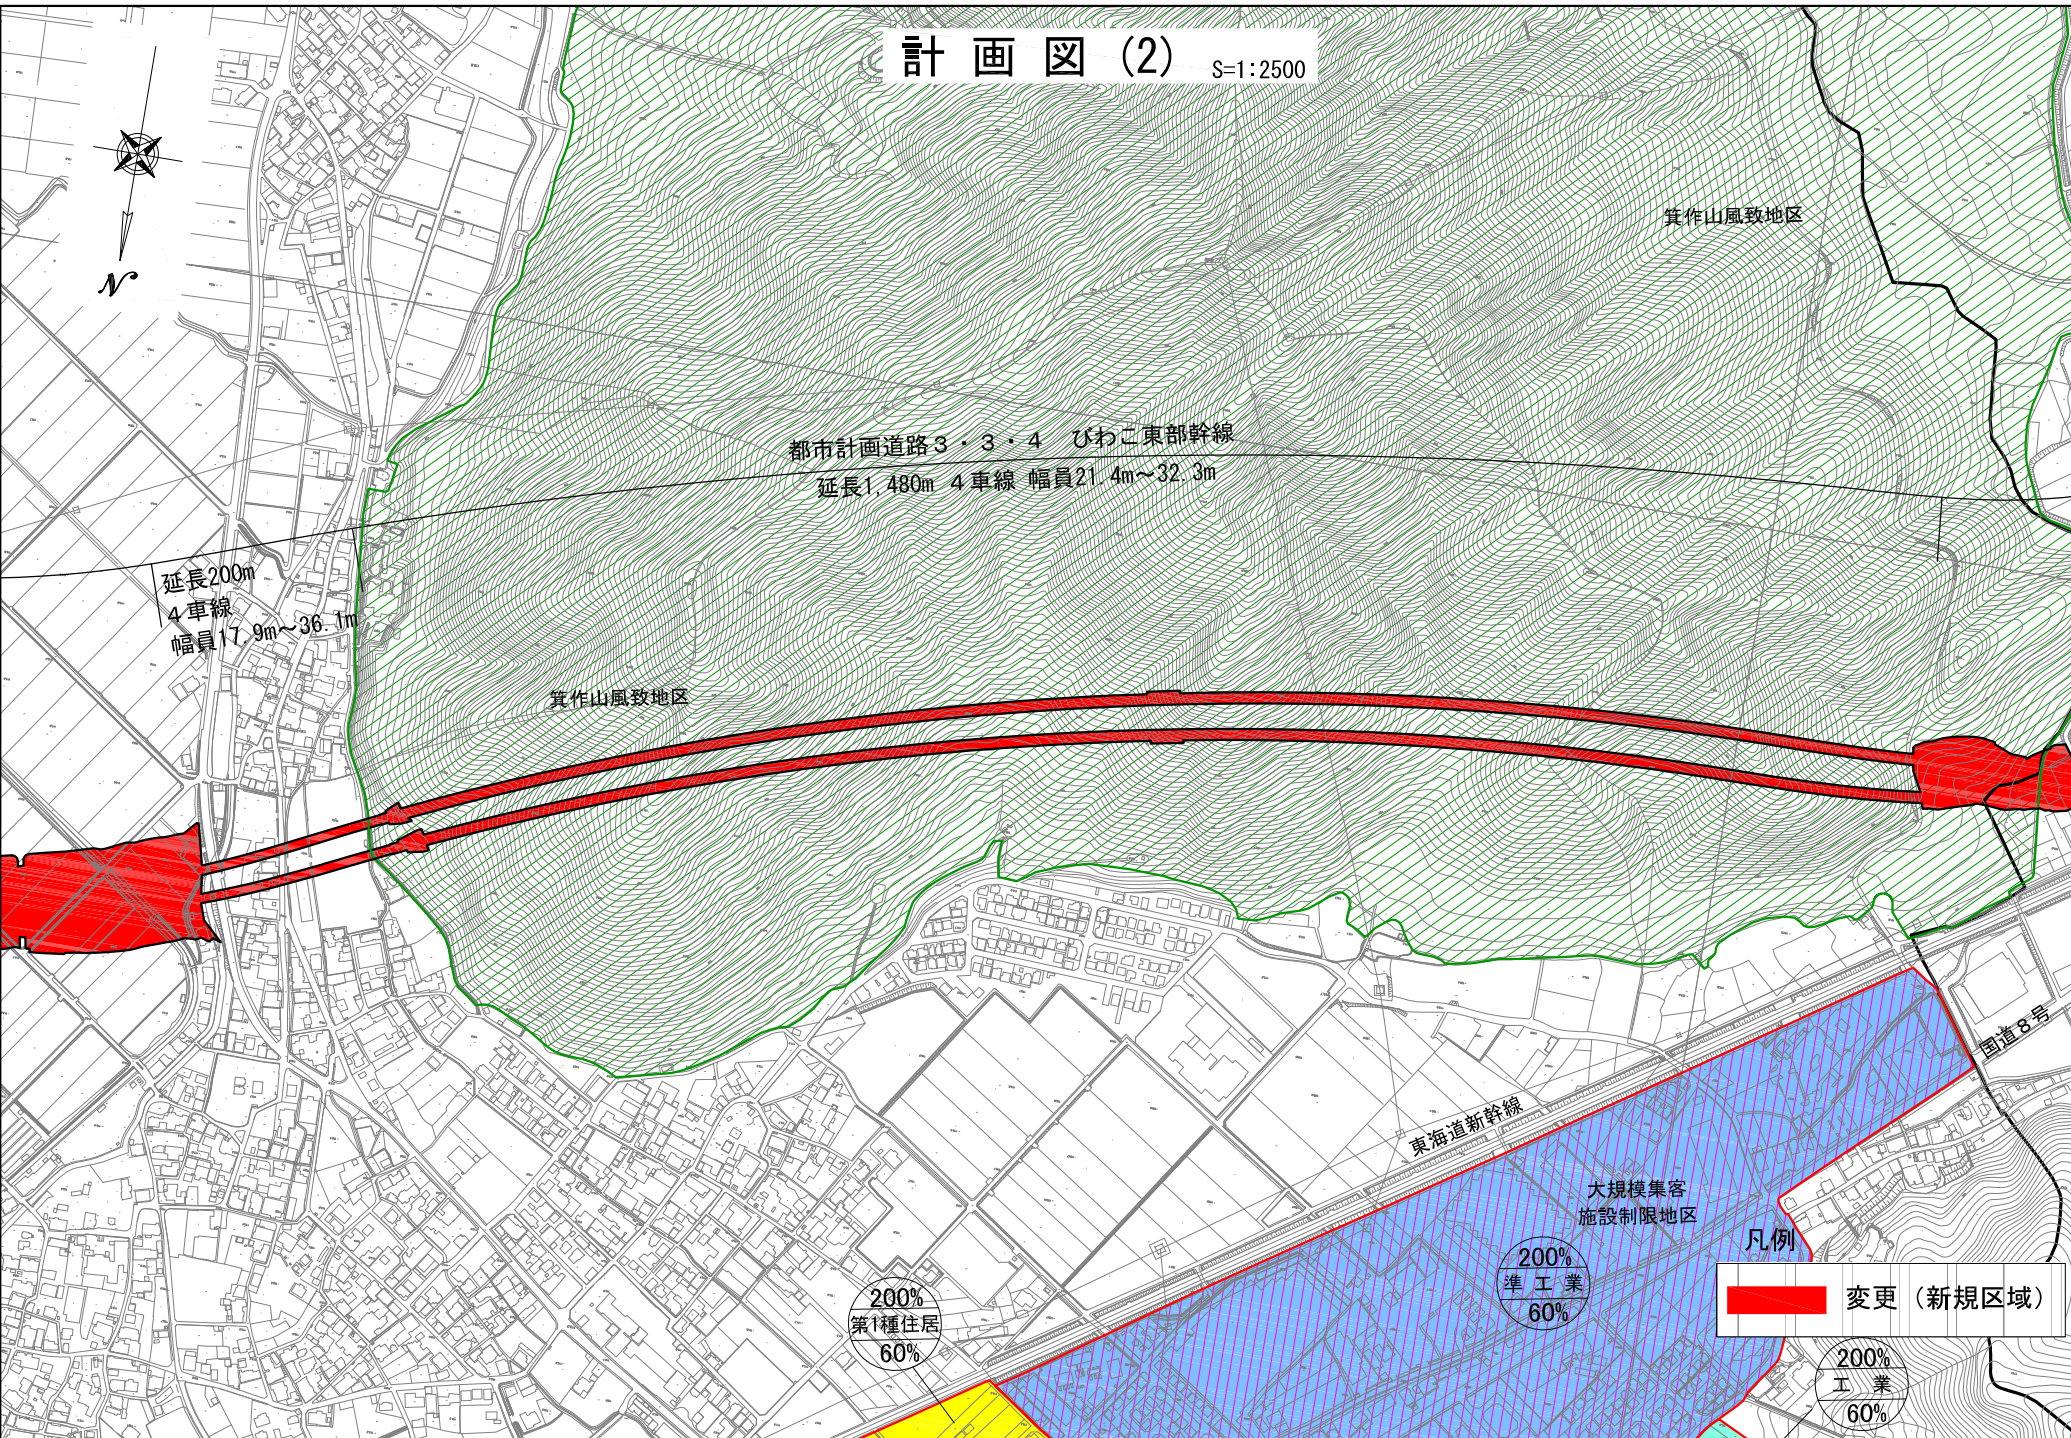 計画図 (2) S=1:2500
箕作山風致地区
都市計画道路3・3・4 びわこ東部幹線
延長1,480m 4車線 幅員21.4m~32.3m
延長200m
4車線
幅員17.9m~36.1m
箕作山風致地区
国道8号
東海道新幹線
大規模集客
施設制限地区
凡例
変更(新規区域)
200%
準工業
60%
200%
第1種住居
60%
200%
工業
60%
N